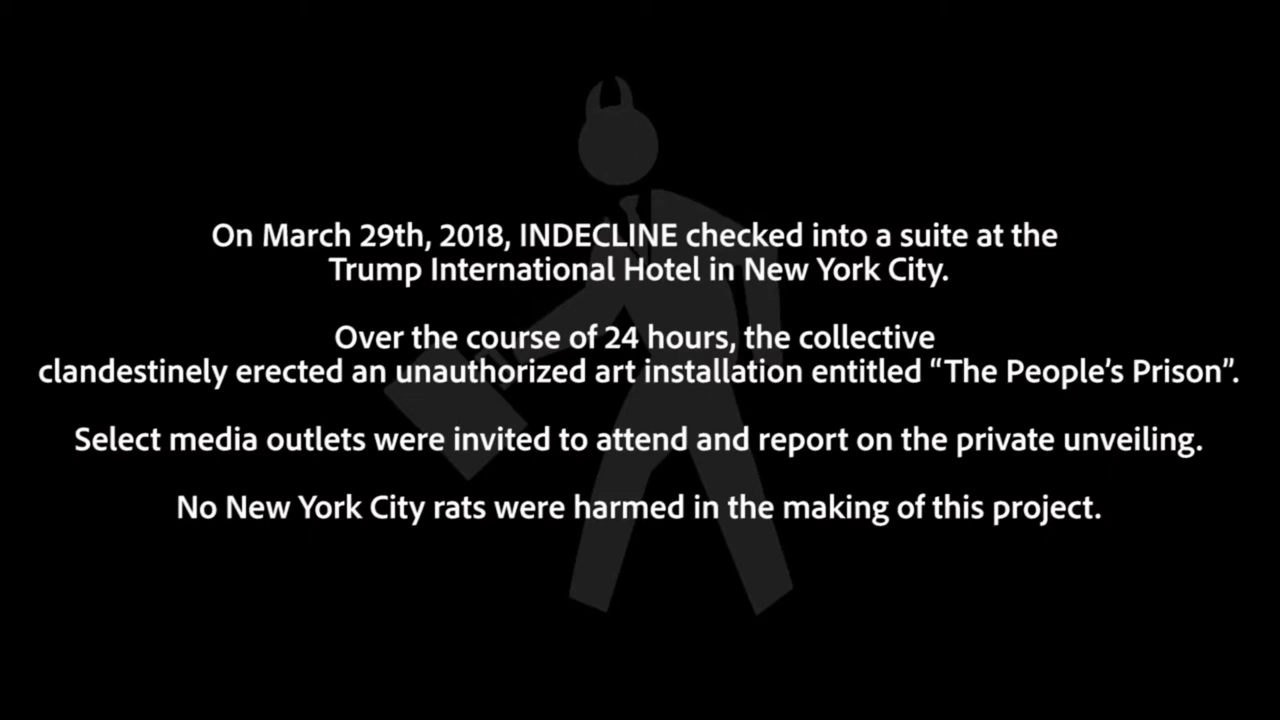 On March 29th, 2018, INDECLINE checked into a suite at the
Trump International Hotel in New York City.
Over the course of 24 hours, the collective
clandestinely erected an unauthorized art installation entitled “The People’s Prison”.
Select media outlets were invited to attend and report on the private unveiling.
No New York City rats were harmed in the making of this project.